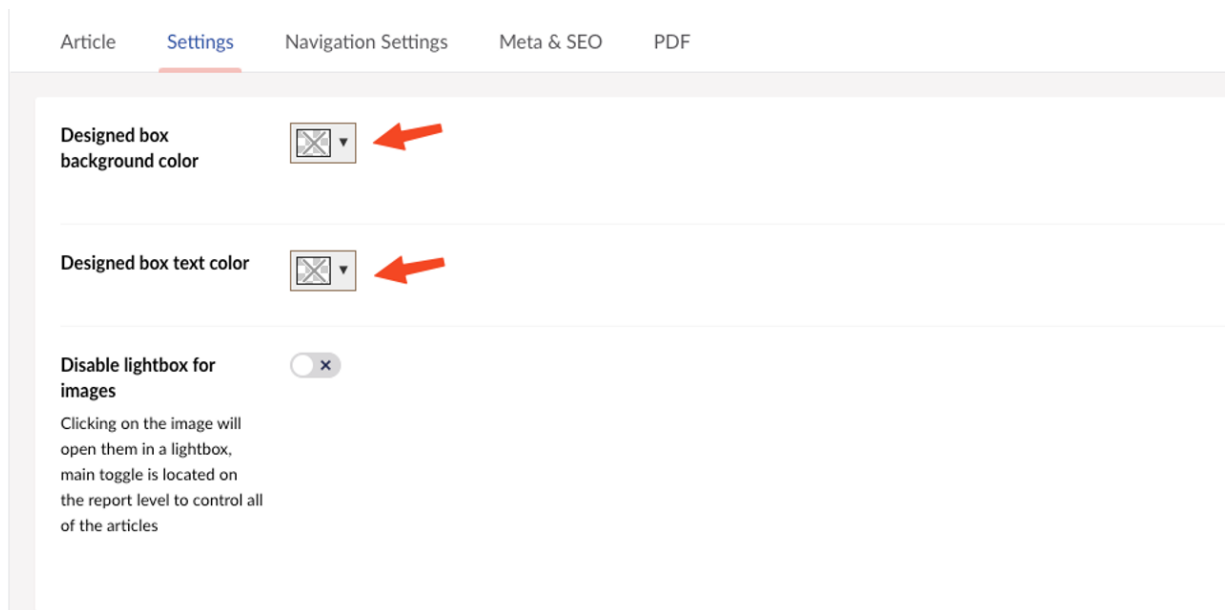 Article Settings Navigation Settings Meta & SEO PDF
Designed box
background color
Designed box text color
Disable lightbox for
images
Clicking on the image will
open them in a lightbox,
main toggle is located on
the report level to control all
of the articles